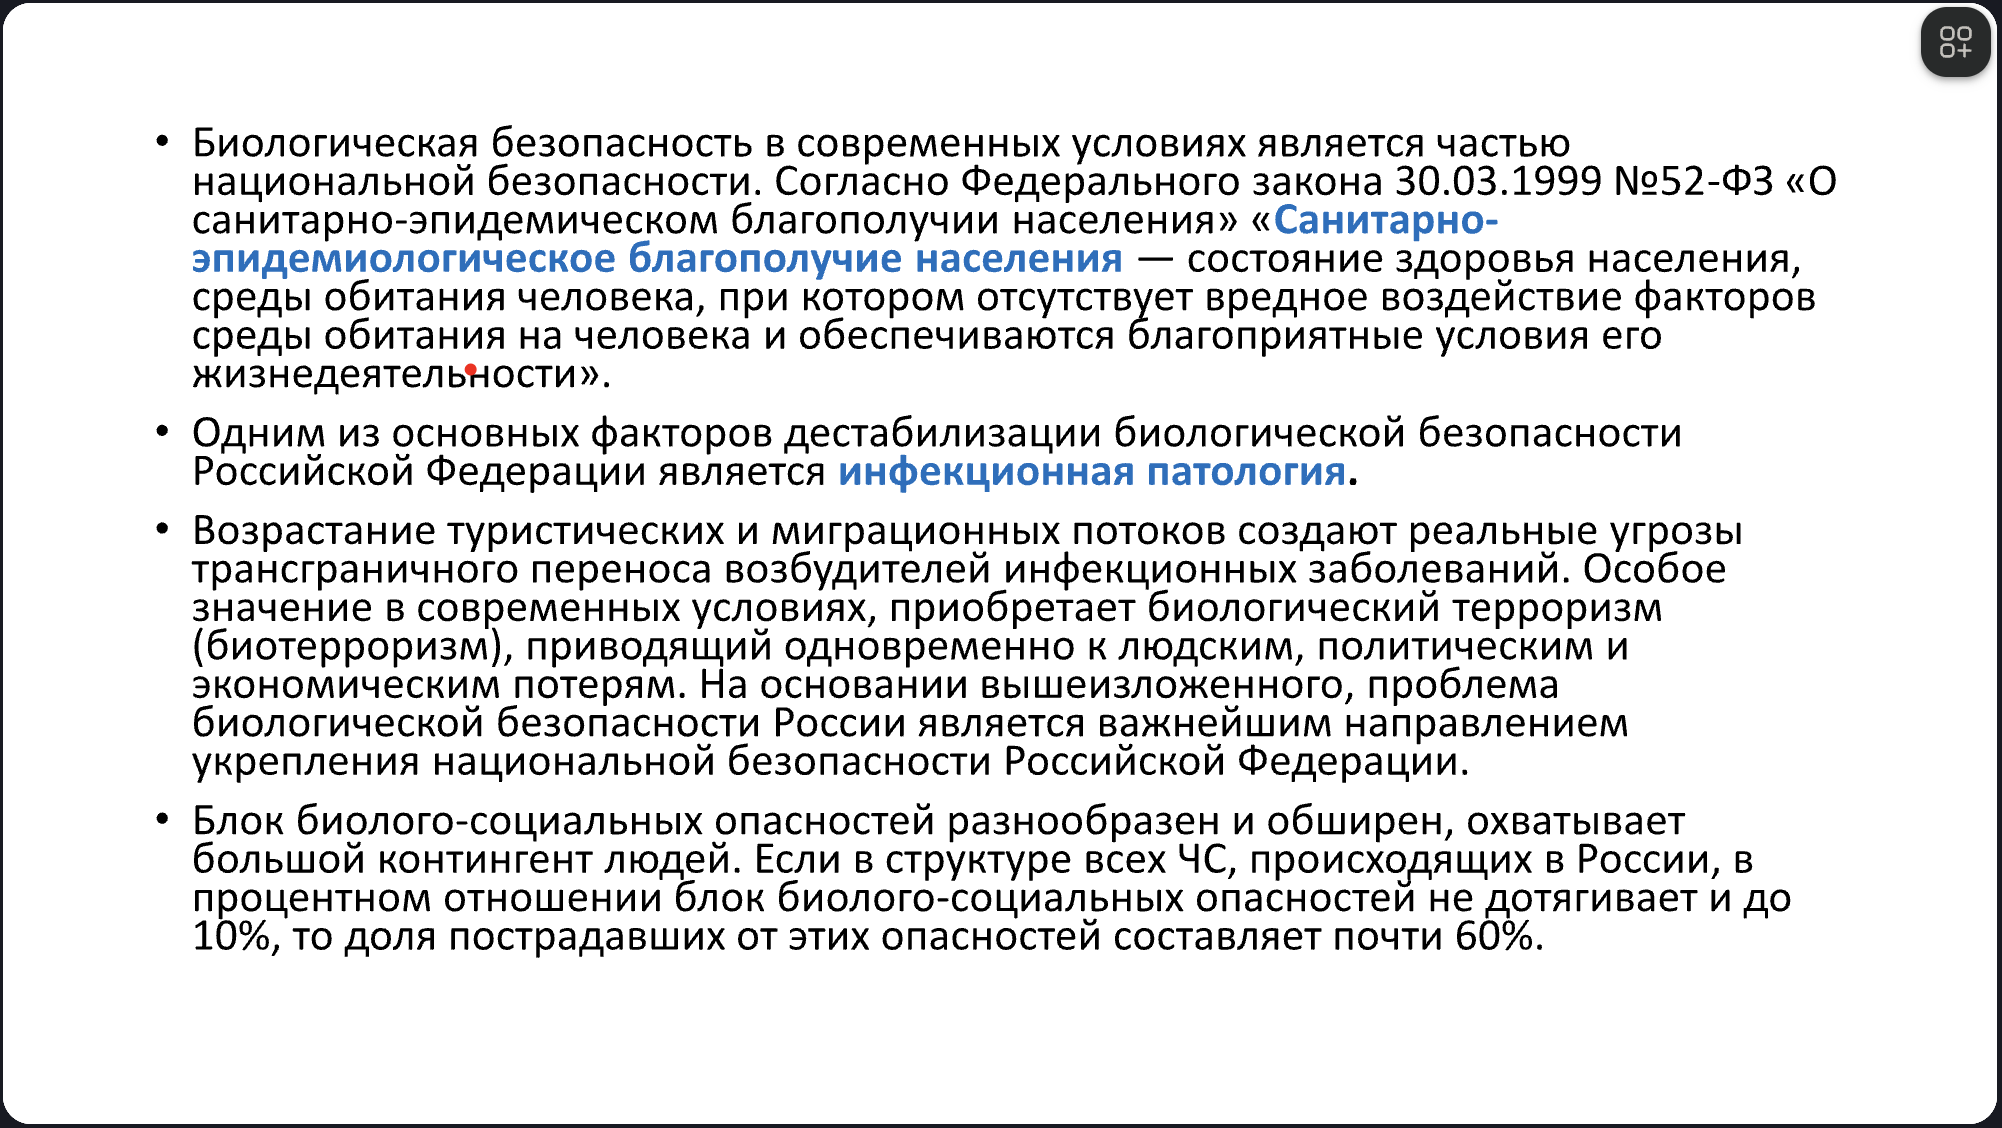 • Биологическая безопасность в современных условиях является частью
национальной безопасности. Согласно Федерального закона 30.03.1999 №52-ФЗ «О
санитарно-эпидемическом благополучии населения» «Санитарно-
эпидемиологическое благополучие населения — состояние здоровья населения,
среды обитания человека, при котором отсутствует вредное воздействие факторов
среды обитания на человека и обеспечиваются благоприятные условия его
жизнедеятельности».
• Одним из основных факторов дестабилизации биологической безопасности
Российской Федерации является инфекционная патология.
• Возрастание туристических и миграционных потоков создают реальные угрозы
трансграничного переноса возбудителей инфекционных заболеваний. Особое
значение в современных условиях, приобретает биологический терроризм
(биотерроризм), приводящий одновременно к людским, политическим и
экономическим потерям. На основании вышеизложенного, проблема
биологической безопасности России является важнейшим направлением
укрепления национальной безопасности Российской Федерации.
• Блок биолого-социальных опасностей разнообразен и обширен, охватывает
большой контингент людей. Если в структуре всех ЧС, происходящих в России, в
процентном отношении блок биолого-социальных опасностей не дотягивает и до
10%, то доля пострадавших от этих опасностей составляет почти 60%.